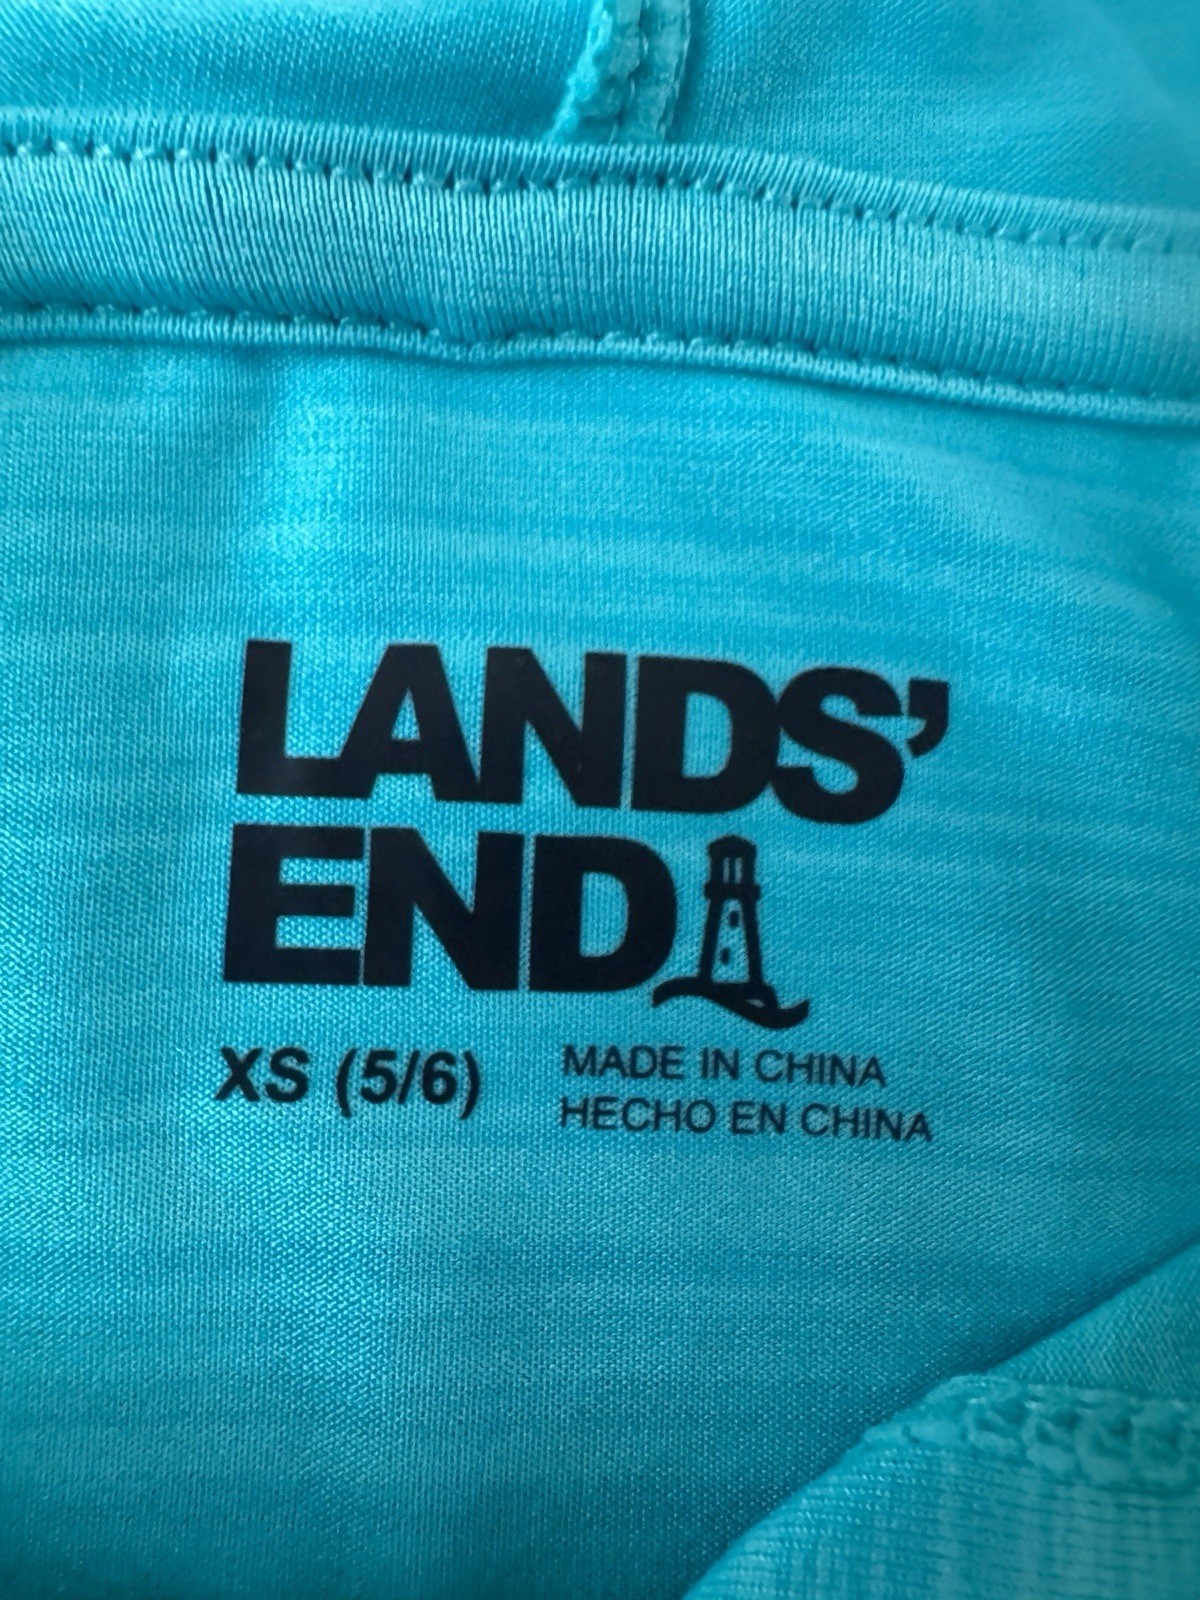 LANDS'
END
XS (5/6)
MADE IN CHINA
HECHO EN CHINA